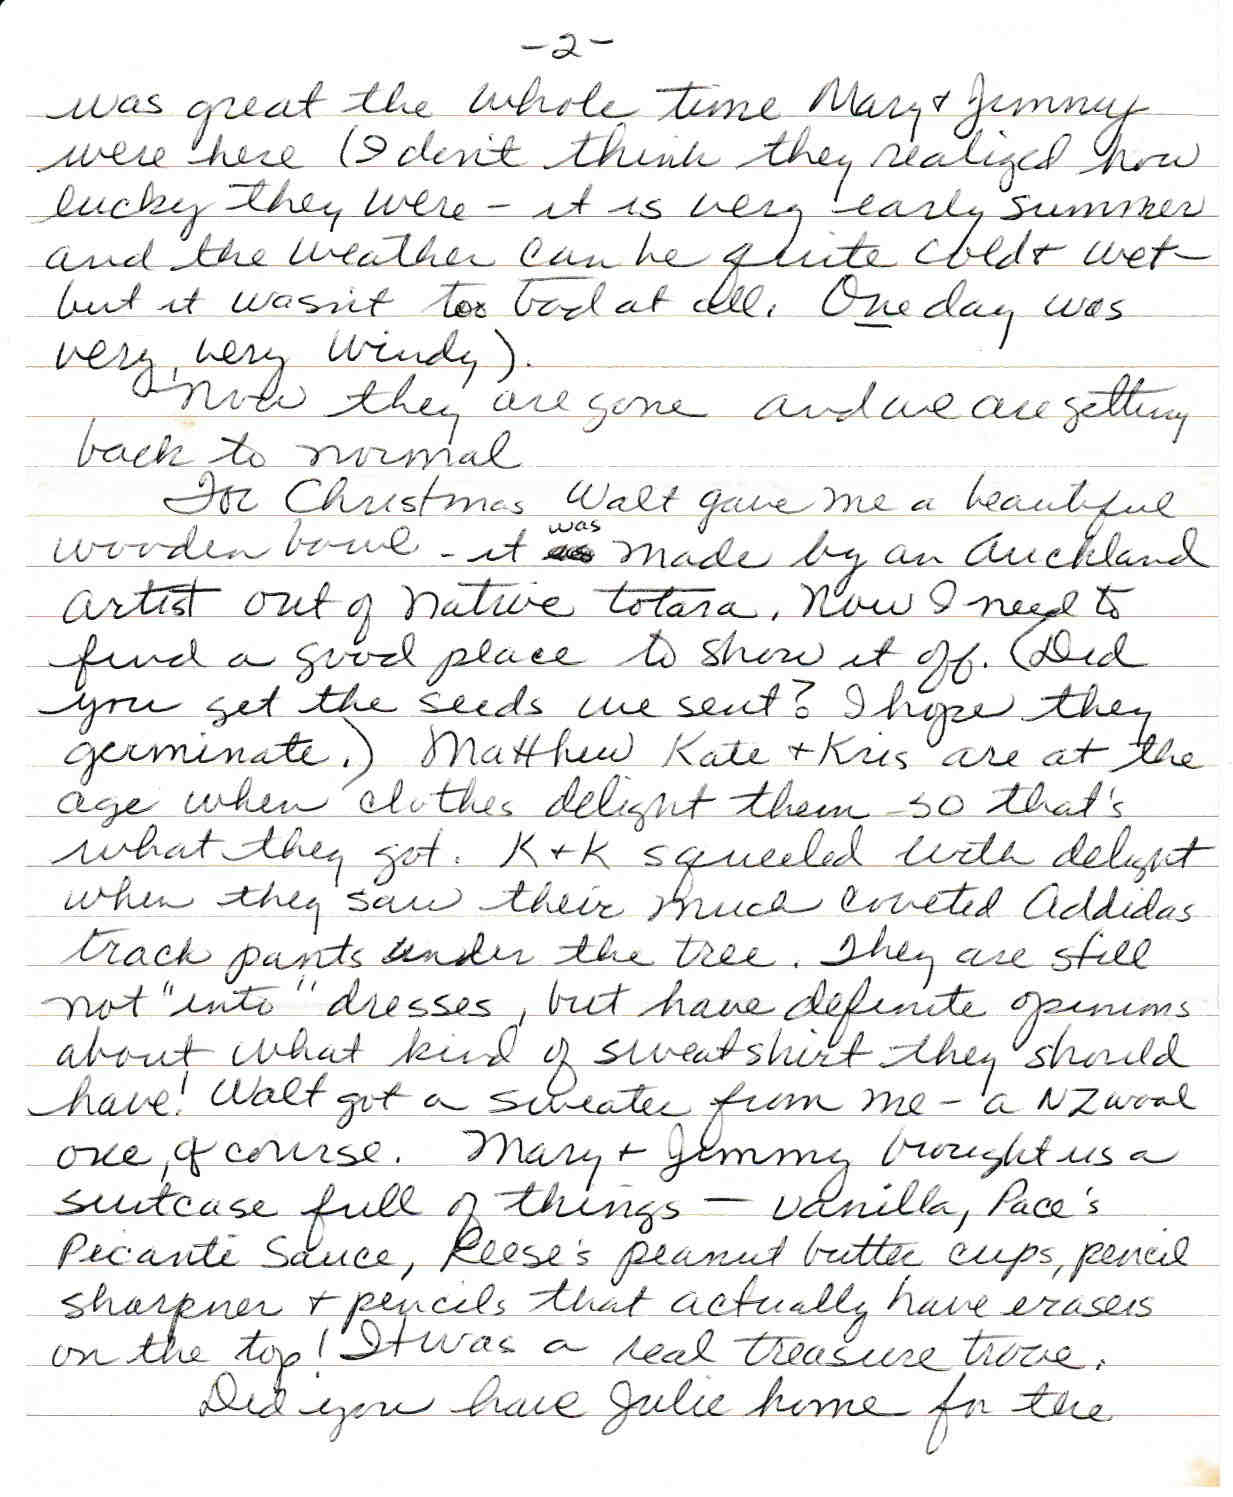 -2-
was great the whole time Mary + Jimmy
were here (I don't think they realized how
lucky they were - it is very early summer
and the weather can be quite cold + wet -
but it wasn't too bad at all. One day was
very, very windy).
Now they are gone and we are getting
back to normal
For Christmas Walt gave me a beautiful
wooden bowl - it was made by an Auckland
artist out of native totara. Now I need to
find a good place to show it off. (Did
you get the seeds we sent? I hope they
germinate.) Matthew Kate + Kris are at the
age when clothes delight them so that's
what they got. K + K squeeled with delight
when they saw their much coveted Addidas
track pants under the tree. They are still
not "into" dresses, but have definite opinions
about what kind of sweatshirt they should
have! Walt got a sweater from me - a NZ wool
one, of course. Mary + Jimmy brought us a
suitcase full of things - vanilla, Pace's
Picante Sauce, Reese's peanut butter cups, pencil
sharpner + pencils that actually have erasers
on the top! It was a real treasure trove.
Did you have Julie home for the